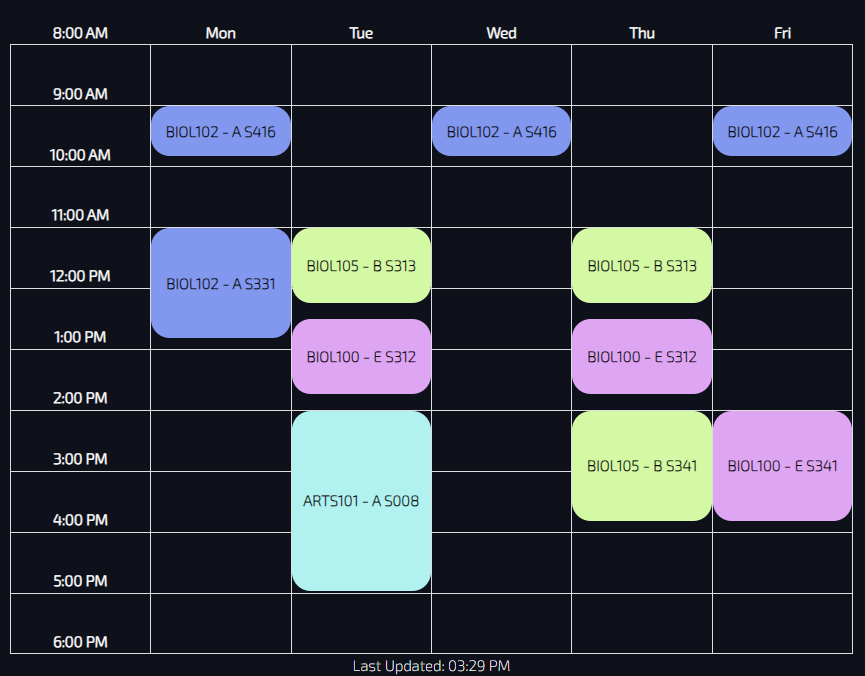 8:00 AM Mon Tue Wed Thu Fri
9:00 AM
BIOL102 - A S416 BIOL102 - A S416 BIOL102 - A S416
10:00 AM
11:00 AM
BIOL105 - B S313 BIOL105 - B S313
12:00 PM
BIOL102 - A S331
1:00 PM
BIOL100 - E S312 BIOL100 - E S312
2:00 PM
3:00 PM
BIOL105 - B S341 BIOL100 - E S341
ARTS101 - A S008
4:00 PM
5:00 PM
6:00 PM
Last Updated: 03:29 PM